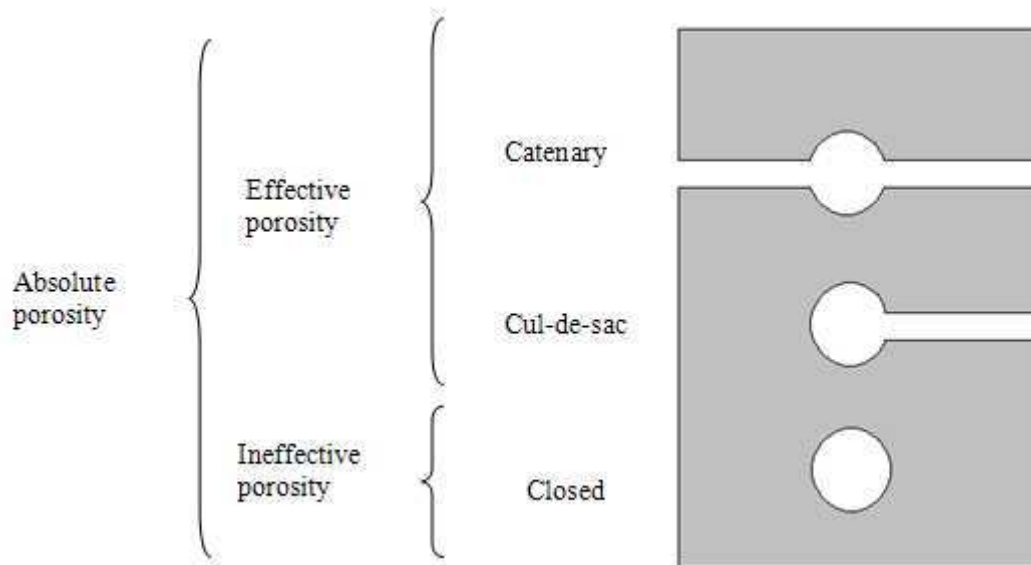 Absolute
porosity
Effective
porosity
Ineffective
porosity
Catenary
Cul-de-sac
Closed